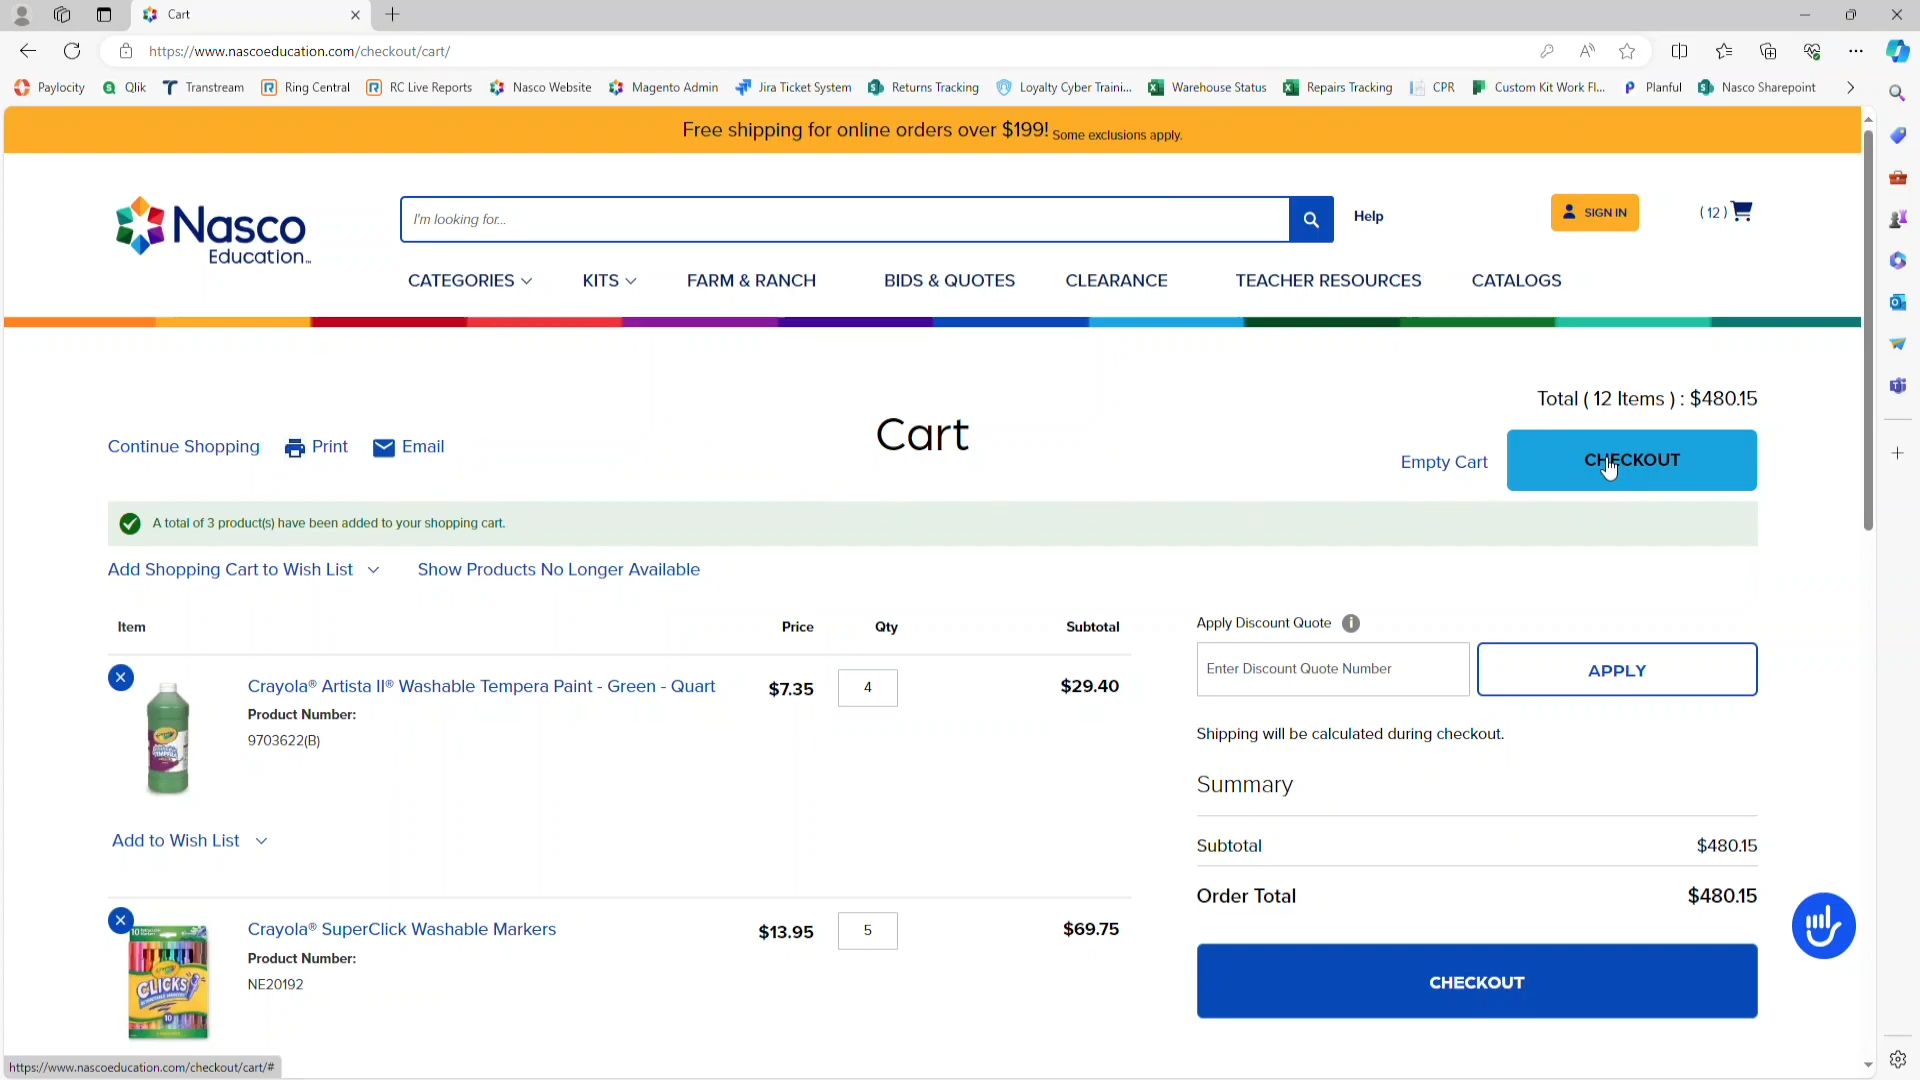 Cart
https://www.nascoeducation.com/checkout/cart/
Paylocity Qlik Transtream Ring Central RC Live Reports Nasco Website Magento Admin Jira Ticket System Returns Tracking Loyalty Cyber Traini... Warehouse Status Repairs Tracking CPR Custom Kit Work Fl... Planful Nasco Sharepoint
Free shipping for online orders over $199! Some exclusions apply.
Nasco
Education™
I'm looking for...
Help
SIGN IN
( 12 )
CATEGORIES KITS FARM & RANCH BIDS & QUOTES CLEARANCE TEACHER RESOURCES CATALOGS
Total ( 12 Items ) : $480.15
Continue Shopping Print Email
Cart
Empty Cart
CHECKOUT
A total of 3 product(s) have been added to your shopping cart.
Add Shopping Cart to Wish List Show Products No Longer Available
Item Price Qty Subtotal
Crayola® Artista II® Washable Tempera Paint - Green - Quart $7.35 4 $29.40
Product Number:
9703622(B)
Add to Wish List
Crayola® SuperClick Washable Markers $13.95 5 $69.75
Product Number:
NE20192
CLICKS
10
Apply Discount Quote i
Enter Discount Quote Number APPLY
Shipping will be calculated during checkout.
Summary
Subtotal $480.15
Order Total $480.15
CHECKOUT
https://www.nascoeducation.com/checkout/cart/#